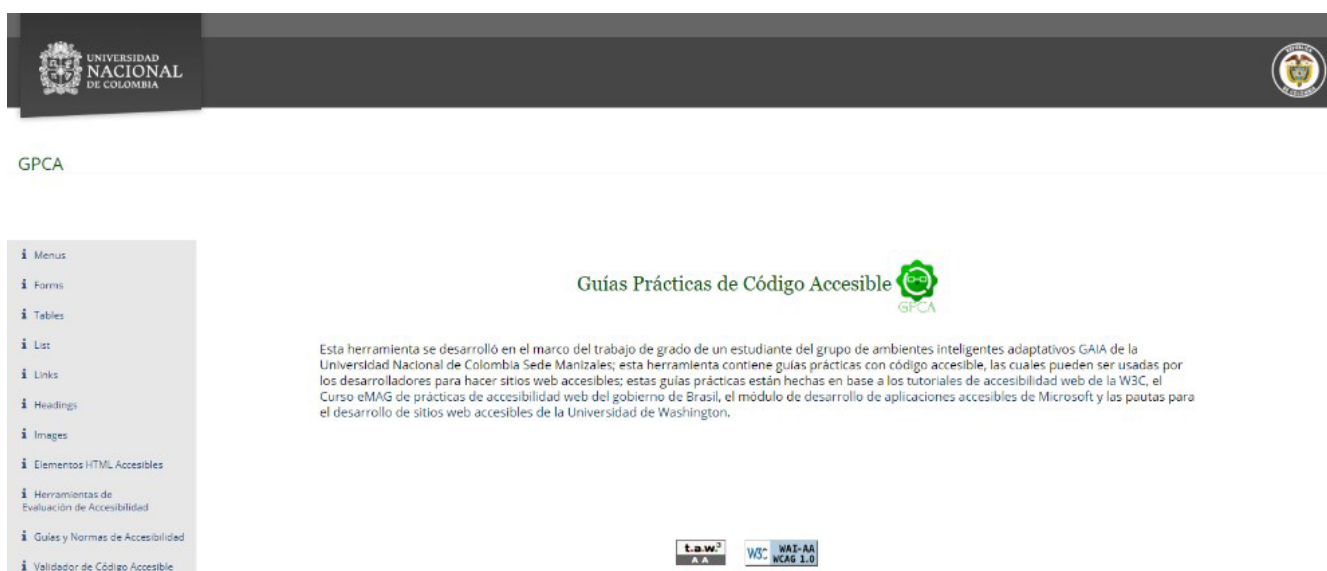 UNIVERSIDAD
NACIONAL
DE COLOMBIA
GPCA
Menus
Forms
Tables
List
Links
Headings
Images
Elementos HTML Accesibles
Herramientas de
Evaluación de Accesibilidad
Guías y Normas de Accesibilidad
Validador de Código Accesible
Guías Prácticas de Código Accesible
GPCA
Esta herramienta se desarrolló en el marco del trabajo de grado de un estudiante del grupo de ambientes inteligentes adaptativos GAIA de la
Universidad Nacional de Colombia Sede Manizales; esta herramienta contiene guías prácticas con código accesible, las cuales pueden ser usadas por
los desarrolladores para hacer sitios web accesibles; estas guías prácticas están hechas en base a los tutoriales de accesibilidad web de la W3C, el
Curso eMAG de prácticas de accesibilidad web del gobierno de Brasil, el módulo de desarrollo de aplicaciones accesibles de Microsoft y las pautas para
el desarrollo de sitios web accesibles de la Universidad de Washington.
t.a.w.3
A A
W3C WAI-AA
WCAG 1.0